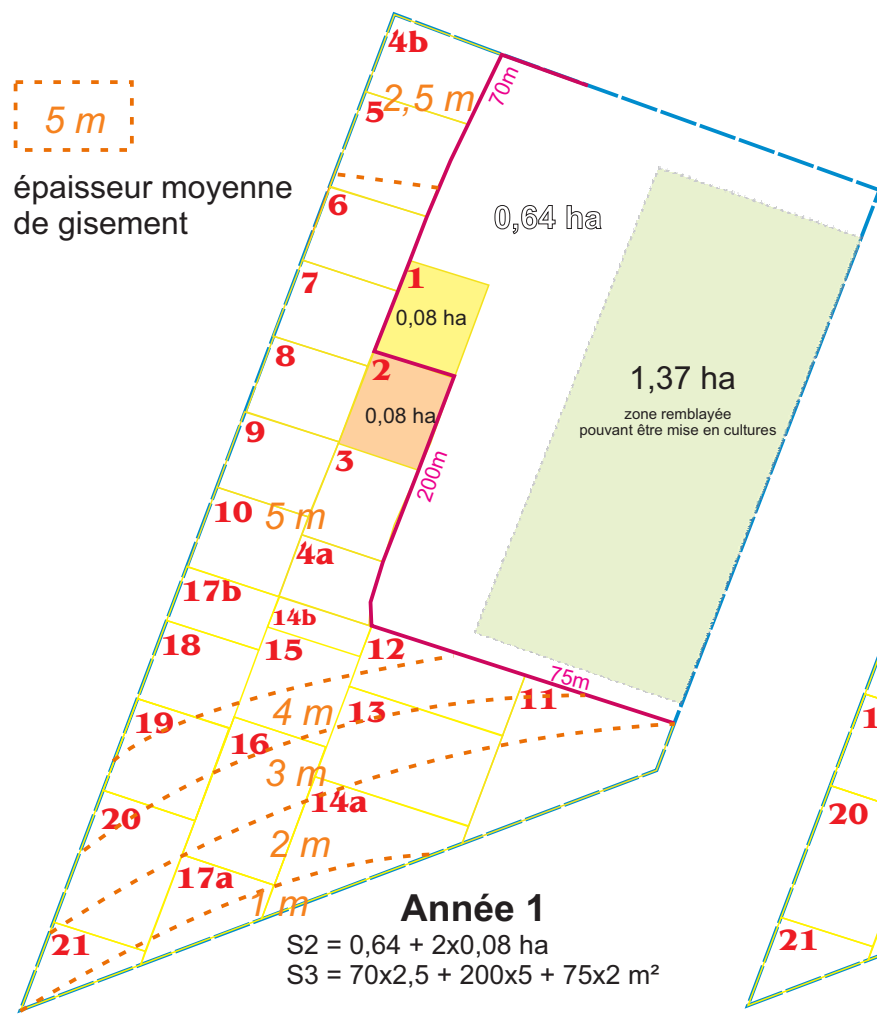 4b
70m
5 m
5
2,5 m
épaisseur moyenne
de gisement
6
0,64 ha
7
1
0,08 ha
8
2
1,37 ha
0,08 ha
zone remblayée
pouvant être mise en cultures
9
3
200m
10
5 m
4a
17b
14b
18
15
12
75m
11
19
4 m
13
16
3 m
14a
20
2 m
17a
1 m
21
Année 1
S2 = 0,64 + 2x0,08 ha
S3 = 70x2,5 + 200x5 + 75x2 m²
20
21